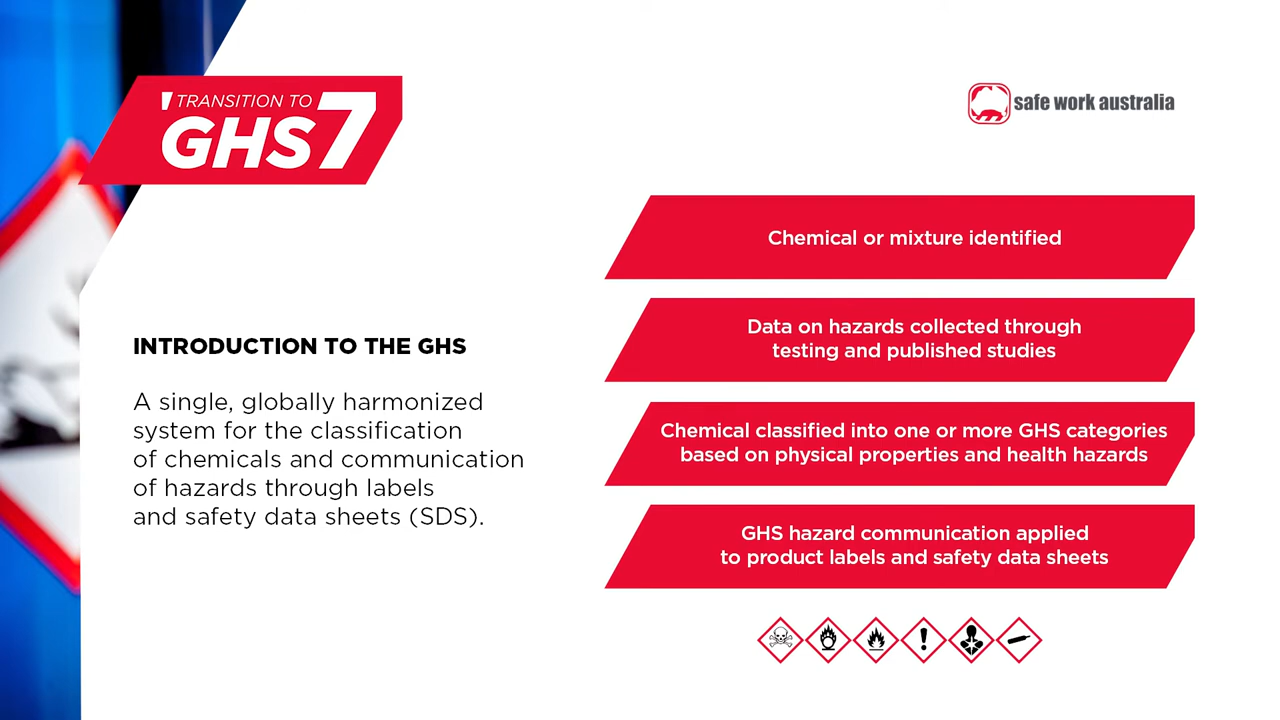 TRANSITION TO
GHS 7
safe work australia
INTRODUCTION TO THE GHS
A single, globally harmonized
system for the classification
of chemicals and communication
of hazards through labels
and safety data sheets (SDS).
Chemical or mixture identified
Data on hazards collected through
testing and published studies
Chemical classified into one or more GHS categories
based on physical properties and health hazards
GHS hazard communication applied
to product labels and safety data sheets